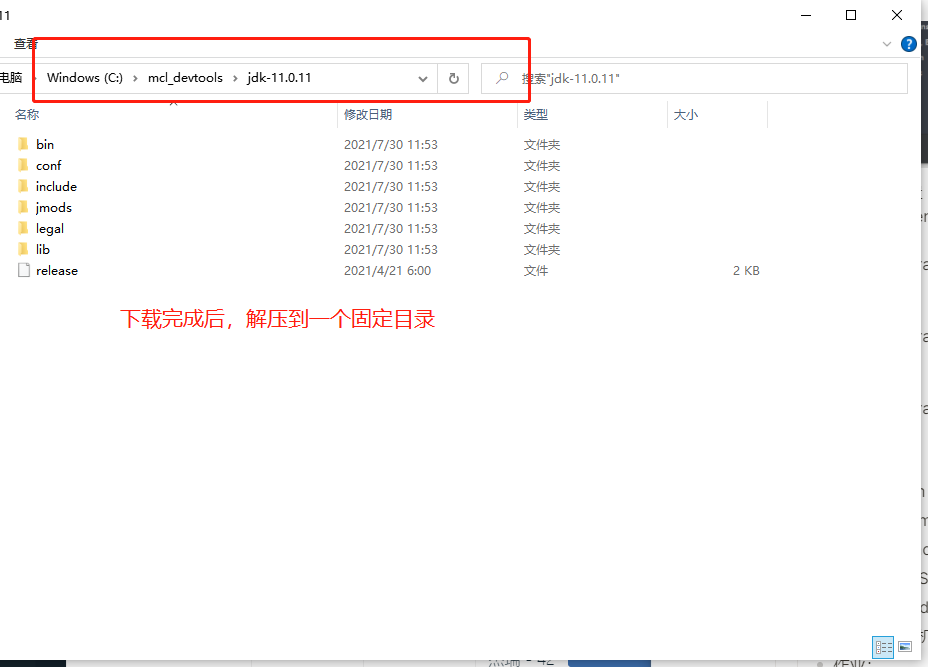 11
查看
电脑 › Windows (C:) › mcl_devtools › jdk-11.0.11
搜索"jdk-11.0.11"
名称 修改日期 类型 大小
bin 2021/7/30 11:53 文件夹
conf 2021/7/30 11:53 文件夹
include 2021/7/30 11:53 文件夹
jmods 2021/7/30 11:53 文件夹
legal 2021/7/30 11:53 文件夹
lib 2021/7/30 11:53 文件夹
release 2021/4/21 6:00 文件 2 KB
下载完成后，解压到一个固定目录